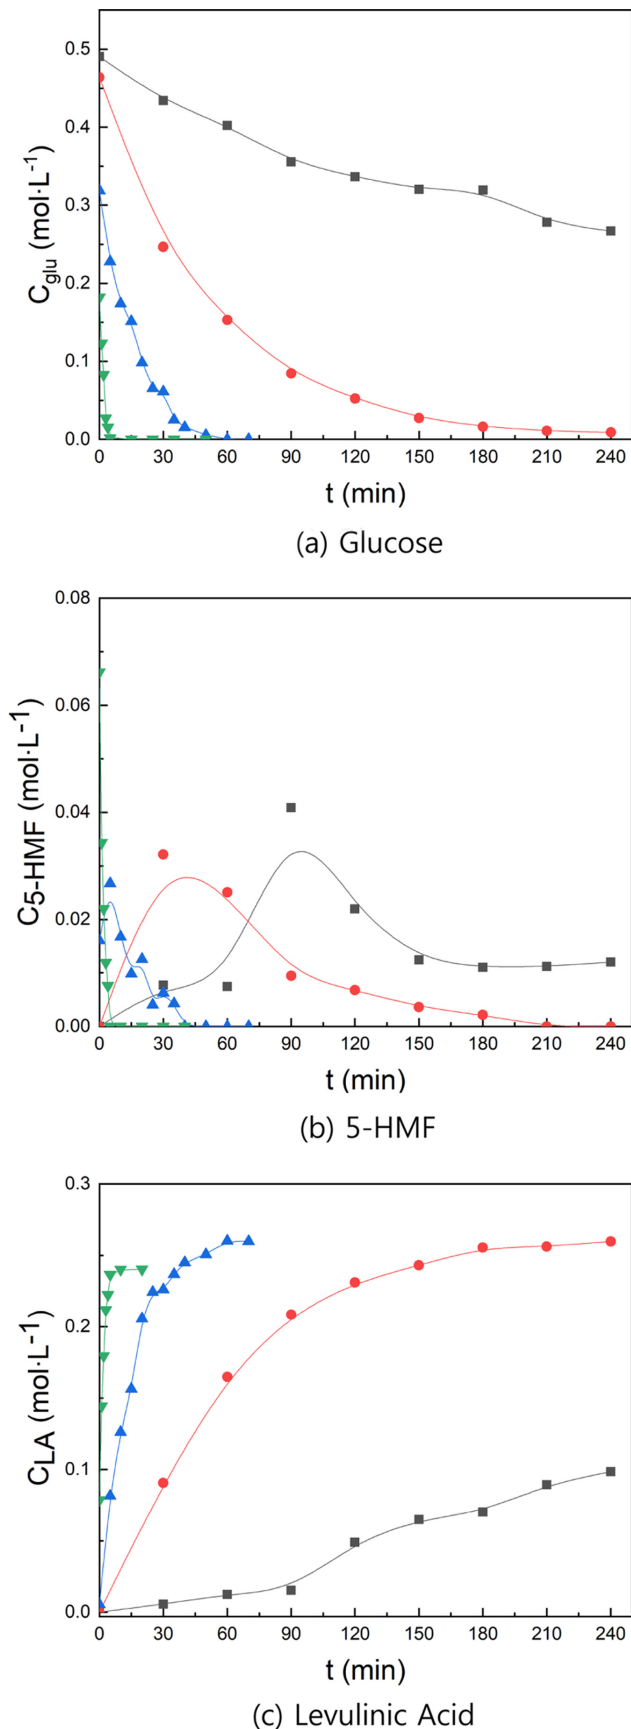 0.5
0.4
0.3
0.2
0.1
0.0
C_glu (mol·L⁻¹)
0 30 60 90 120 150 180 210 240
t (min)
(a) Glucose
0.08
0.06
0.04
0.02
0.00
C5-HMF (mol·L⁻¹)
0 30 60 90 120 150 180 210 240
t (min)
(b) 5-HMF
0.3
0.2
0.1
0.0
CLA (mol·L⁻¹)
0 30 60 90 120 150 180 210 240
t (min)
(c) Levulinic Acid